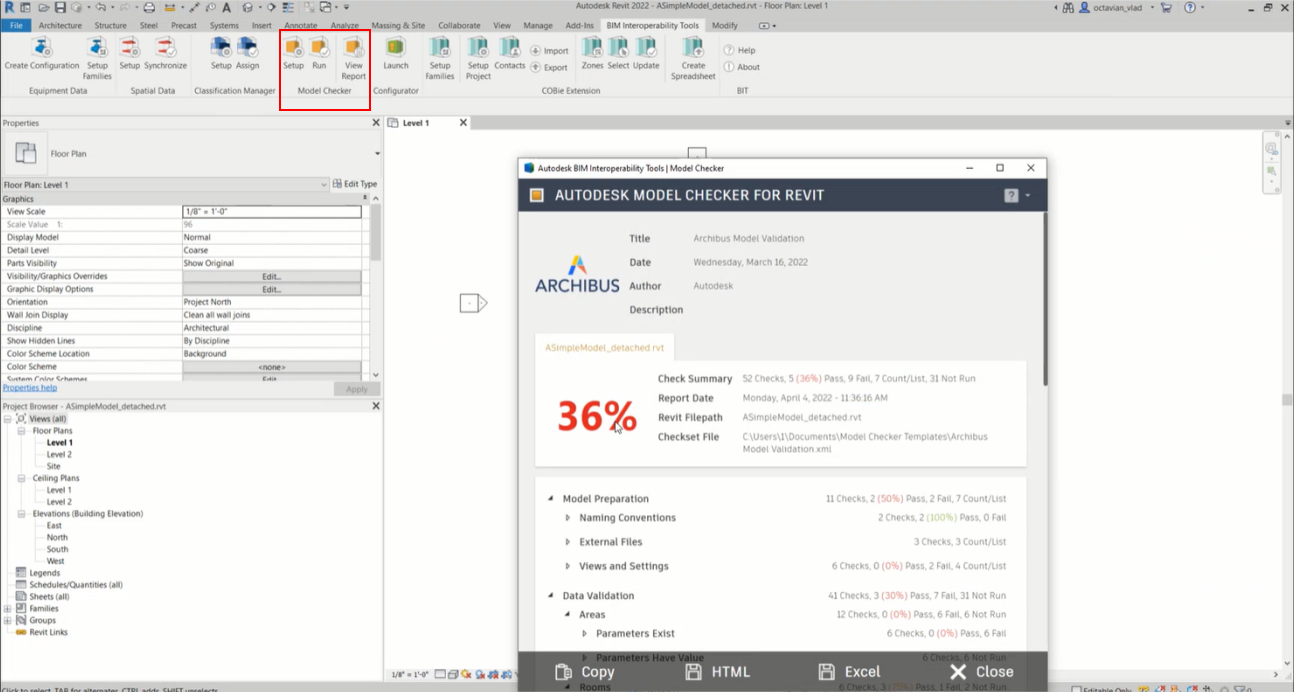 Autodesk Revit 2022 - ASimpleModel_detached.rvt - Floor Plan: Level 1
octavian_vlad
File Architecture Structure Steel Precast Systems Insert Annotate Analyze Massing & Site Collaborate View Manage Add-Ins BIM Interoperability Tools Modify
Create Configuration
Setup Families
Setup Synchronize
Setup Assign
Setup Run
View Report
Launch
Setup Families
Setup Project
Contacts
Import
Export
Zones Select Update
Create Spreadsheet
Help
About
Equipment Data
Spatial Data
Classification Manager
Model Checker
Configurator
COBie Extension
BIT
Properties
Floor Plan
Floor Plan: Level 1
Edit Type
Graphics
View Scale 1/8" = 1'-0"
Scale Value 1: 96
Display Model Normal
Detail Level Coarse
Parts Visibility Show Original
Visibility/Graphics Overrides Edit...
Graphic Display Options Edit...
Orientation Project North
Wall Join Display Clean all wall joins
Discipline Architectural
Show Hidden Lines By Discipline
Color Scheme Location Background
Color Scheme <none>
System Color Schemes Edit...
Properties help
Apply
Project Browser - ASimpleModel_detached.rvt
Views (all)
Floor Plans
Level 1
Level 2
Site
Ceiling Plans
Level 1
Level 2
Elevations (Building Elevation)
East
North
South
West
Legends
Schedules/Quantities (all)
Sheets (all)
Families
Groups
Revit Links
Level 1
Autodesk BIM Interoperability Tools | Model Checker
AUTODESK MODEL CHECKER FOR REVIT
?
ARCHIBUS
Title Archibus Model Validation
Date Wednesday, March 16, 2022
Author Autodesk
Description
ASimpleModel_detached.rvt
36%
Check Summary 52 Checks, 5 (36%) Pass, 9 Fail, 7 Count/List, 31 Not Run
Report Date Monday, April 4, 2022 - 11:36:16 AM
Revit Filepath ASimpleModel_detached.rvt
Checkset File C:\Users\1\Documents\Model Checker Templates\Archibus
Model Validation.xml
Model Preparation 11 Checks, 2 (50%) Pass, 2 Fail, 7 Count/List
Naming Conventions 2 Checks, 2 (100%) Pass, 0 Fail
External Files 3 Checks, 3 Count/List
Views and Settings 6 Checks, 0 (0%) Pass, 2 Fail, 4 Count/List
Data Validation 41 Checks, 3 (30%) Pass, 7 Fail, 31 Not Run
Areas 12 Checks, 0 (0%) Pass, 6 Fail, 6 Not Run
Parameters Exist 6 Checks, 0 (0%) Pass, 6 Fail
Parameters Have Value 6 Checks, 6 Not Run
Copy HTML Excel Close
Rooms
1/8" = 1'-0"
Click to select, TAB for alternates, CTRL adds, SHIFT unselects.
Editable Only